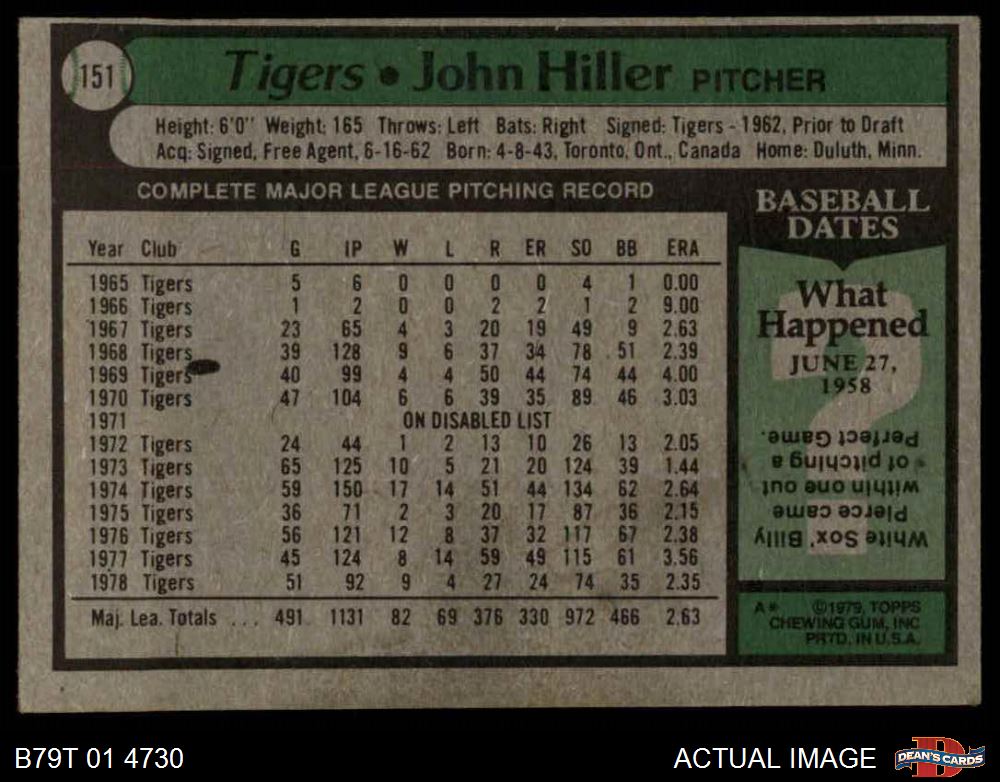 151
Tigers • John Hiller PITCHER
Height: 6'0" Weight: 165 Throws: Left Bats: Right Signed: Tigers - 1962, Prior to Draft
Acq: Signed, Free Agent, 6-16-62 Born: 4-8-43, Toronto, Ont., Canada Home: Duluth, Minn.
COMPLETE MAJOR LEAGUE PITCHING RECORD
Year Club G IP W L R ER SO BB ERA
1965 Tigers 5 6 0 0 0 0 4 1 0.00
1966 Tigers 1 2 0 0 2 2 1 2 9.00
1967 Tigers 23 65 4 3 20 19 49 9 2.63
1968 Tigers 39 128 9 6 37 34 78 51 2.39
1969 Tigers 40 99 4 4 50 44 74 44 4.00
1970 Tigers 47 104 6 6 39 35 89 46 3.03
1971 ON DISABLED LIST
1972 Tigers 24 44 1 2 13 10 26 13 2.05
1973 Tigers 65 125 10 5 21 20 124 39 1.44
1974 Tigers 59 150 17 14 51 44 134 62 2.64
1975 Tigers 36 71 2 3 20 17 87 36 2.15
1976 Tigers 56 121 12 8 37 32 117 67 2.38
1977 Tigers 45 124 8 14 59 49 115 61 3.56
1978 Tigers 51 92 9 4 27 24 74 35 2.35
Maj. Lea. Totals ... 491 1131 82 69 376 330 972 466 2.63
BASEBALL
DATES
What
Happened
JUNE 27,
1958
?
White Sox' Billy
Pierce came
within one out
of pitching a
Perfect Game.
A* ©1979, TOPPS
CHEWING GUM, INC
PRTD. IN U.S.A.
B79T 01 4730
ACTUAL IMAGE
D
DEAN'S CARDS